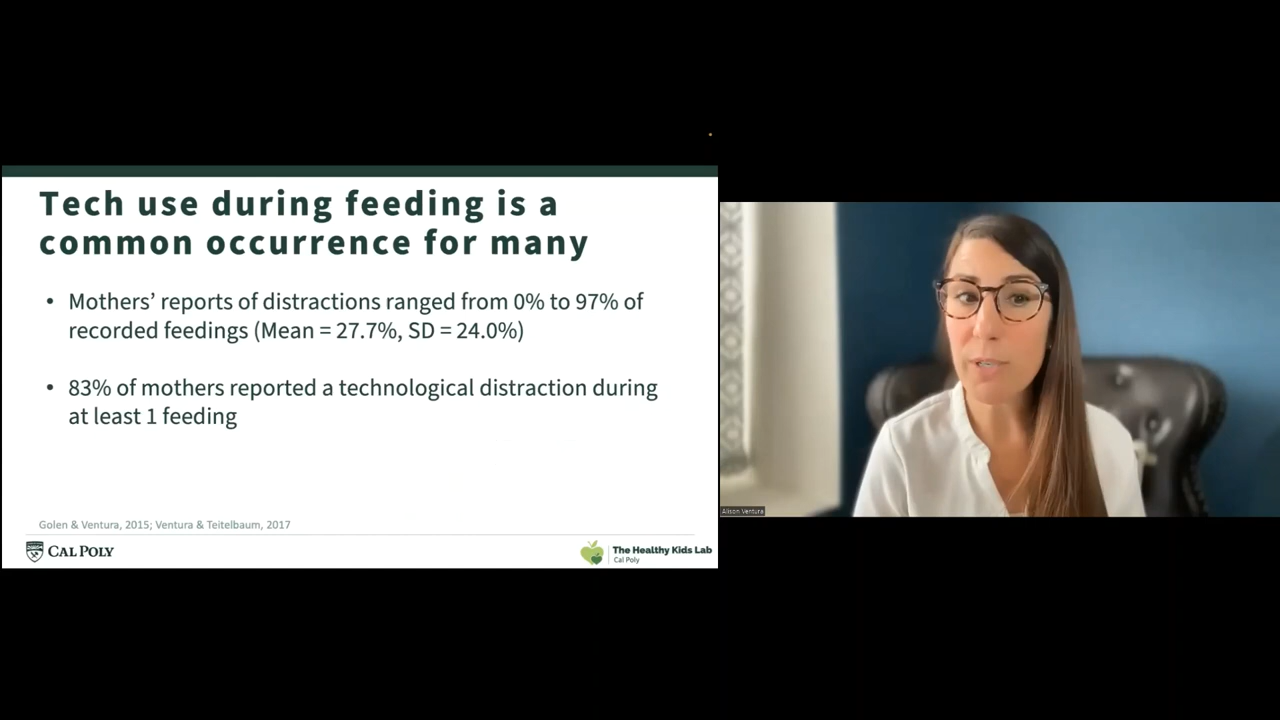 Tech use during feeding is a
common occurrence for many
• Mothers’ reports of distractions ranged from 0% to 97% of
recorded feedings (Mean = 27.7%, SD = 24.0%)
• 83% of mothers reported a technological distraction during
at least 1 feeding
Golen & Ventura, 2015; Ventura & Teitelbaum, 2017
CAL POLY
The Healthy Kids Lab
Cal Poly
Alison Ventura